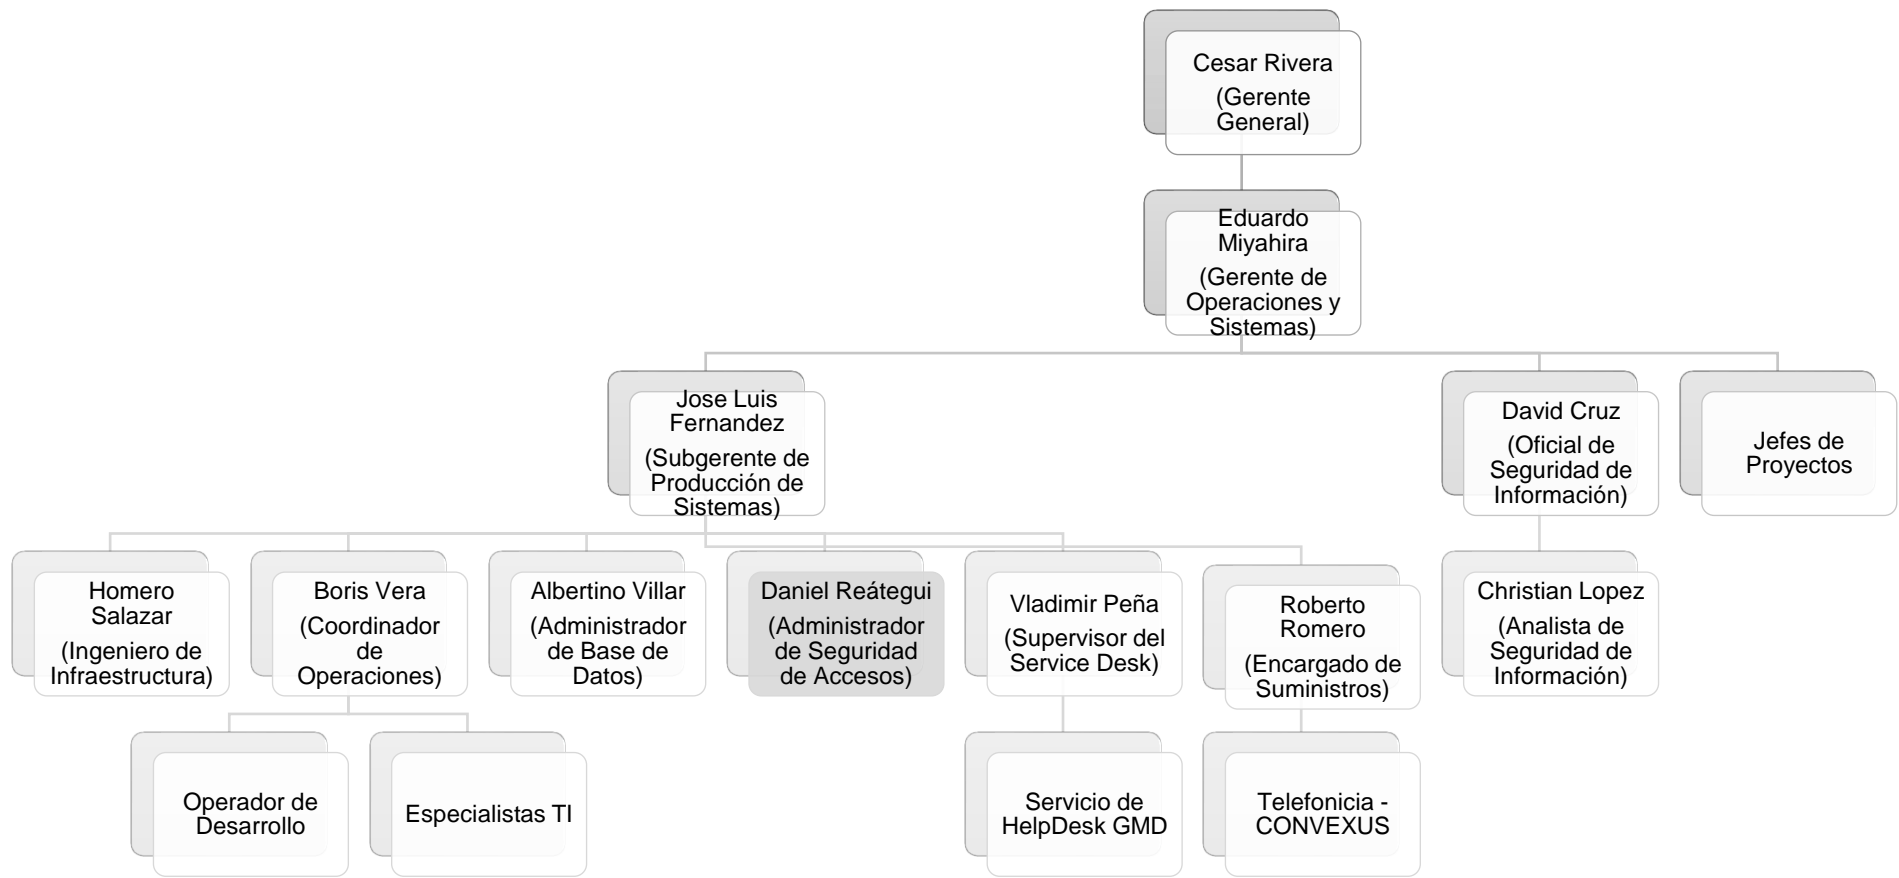 Cesar Rivera
(Gerente
General)
Eduardo
Miyahira
(Gerente de
Operaciones y
Sistemas)
Jose Luis
Fernandez
(Subgerente de
Producción de
Sistemas)
David Cruz
(Oficial de
Seguridad de
Información)
Jefes de
Proyectos
Homero
Salazar
(Ingeniero de
Infraestructura)
Boris Vera
(Coordinador
de
Operaciones)
Albertino Villar
(Administrador
de Base de
Datos)
Daniel Reátegui
(Administrador
de Seguridad
de Accesos)
Vladimir Peña
(Supervisor del
Service Desk)
Roberto
Romero
(Encargado de
Suministros)
Christian Lopez
(Analista de
Seguridad de
Información)
Operador de
Desarrollo
Especialistas TI
Servicio de
HelpDesk GMD
Telefonicia -
CONVEXUS